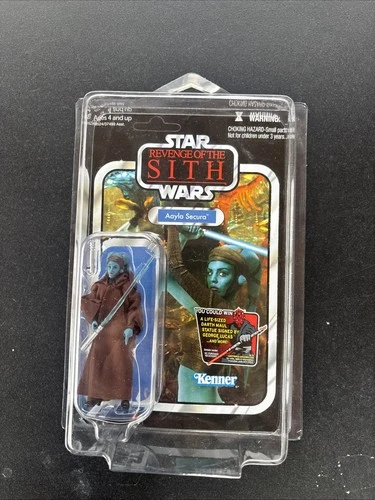 Ages 4 and up
WARNING:
CHOKING HAZARD-Small parts
Not for children under 3 years.
STAR
REVENGE OF THE
SITH
WARS
Aayla Secura
YOU COULD WIN
A LIFE-SIZED
DARTH MAUL
STATUE SIGNED BY
GEORGE LUCAS
...AND MORE!
Kenner